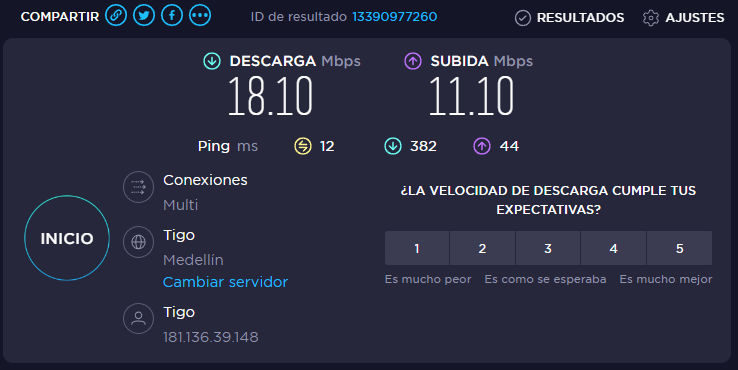 COMPARTIR
ID de resultado 13390977260
RESULTADOS
AJUSTES
DESCARGA Mbps
18.10
SUBIDA Mbps
11.10
Ping ms
12
382
44
Conexiones
Multi
Tigo
Medellín
Cambiar servidor
Tigo
181.136.39.148
INICIO
¿LA VELOCIDAD DE DESCARGA CUMPLE TUS
EXPECTATIVAS?
1 2 3 4 5
Es mucho peor Es como se esperaba Es mucho mejor